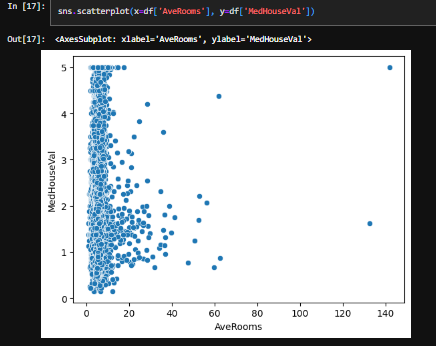 In [17]: sns.scatterplot(x=df['AveRooms'], y=df['MedHouseVal'])
Out[17]: <AxesSubplot: xlabel='AveRooms', ylabel='MedHouseVal'>
5
4
3
2
1
0
MedHouseVal
0 20 40 60 80 100 120 140
AveRooms